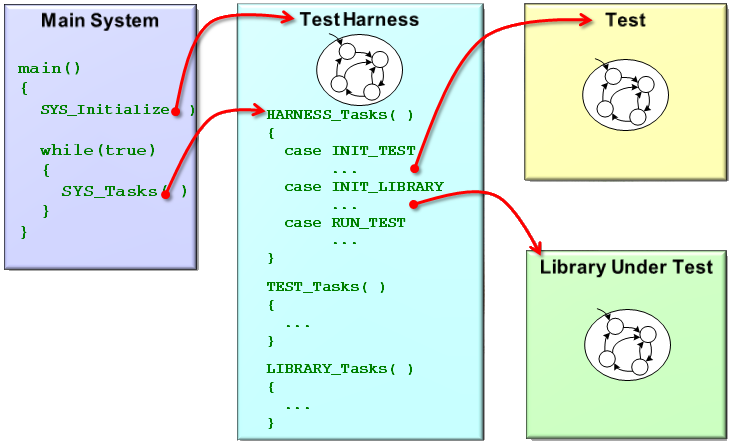 Main System
main()
{
SYS_Initialize( )
while(true)
{
SYS_Tasks( )
}
}
Test Harness
HARNESS_Tasks( )
{
case INIT_TEST
...
case INIT_LIBRARY
...
case RUN_TEST
...
}
TEST_Tasks( )
{
...
}
LIBRARY_Tasks( )
{
...
}
Test
Library Under Test